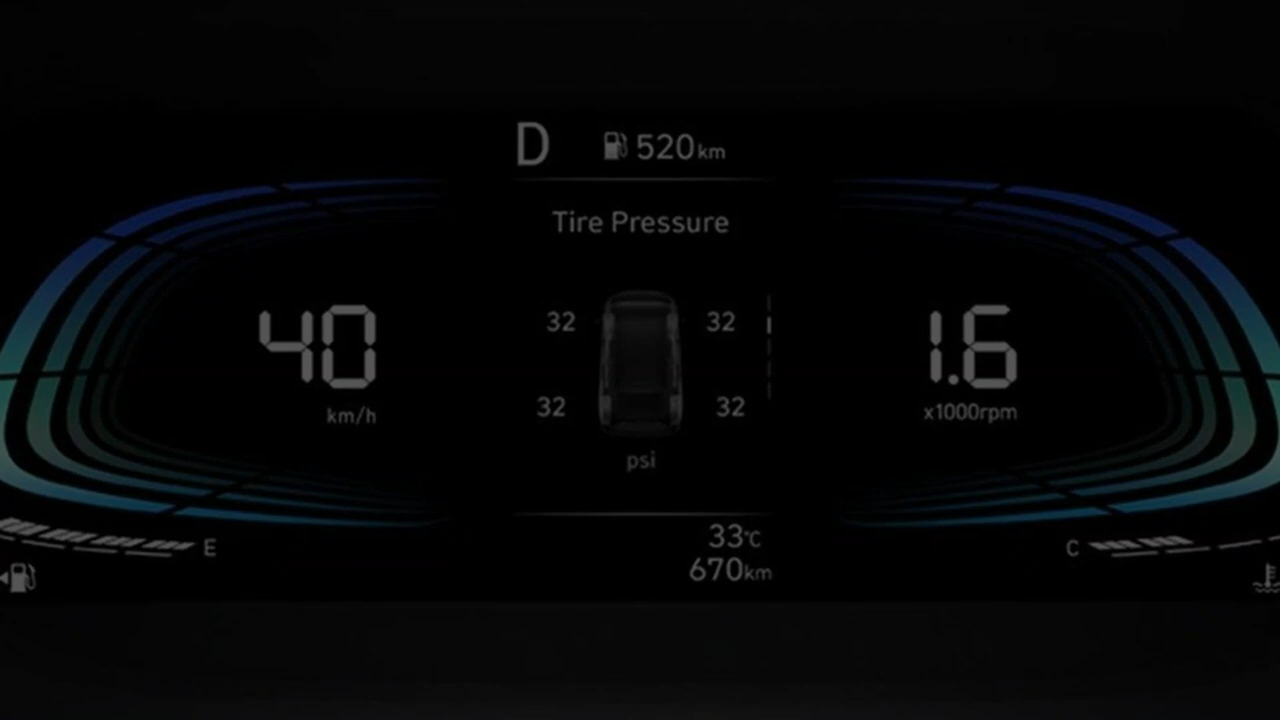 D 520km
Tire Pressure
32 32
40 1.6
km/h x1000rpm
32 32
psi
33°C
E C
670km